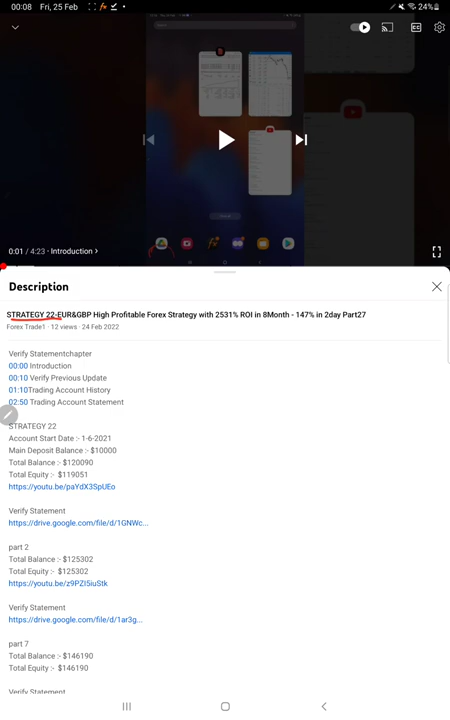 00:08 Fri, 25 Feb
24%
CC
0:01 / 4:23 · Introduction >
Description
STRATEGY 22-EUR&GBP High Profitable Forex Strategy with 2531% ROI in 8Month - 147% in 2day Part27
Forex Trade1 · 12 views · 24 Feb 2022
Verify Statementchapter
00:00 Introduction
00:10 Verify Previous Update
01:10Trading Account History
02:50 Trading Account Statement
STRATEGY 22
Account Start Date :- 1-6-2021
Main Deposit Balance :- $10000
Total Balance :- $120090
Total Equity :- $119051
https://youtu.be/paYdX3SpUEo
Verify Statement
https://drive.google.com/file/d/1GNWc...
part 2
Total Balance :- $125302
Total Equity :- $125302
https://youtu.be/z9PZI5iuStk
Verify Statement
https://drive.google.com/file/d/1ar3g...
part 7
Total Balance :- $146190
Total Equity :- $146190
Verify Statement